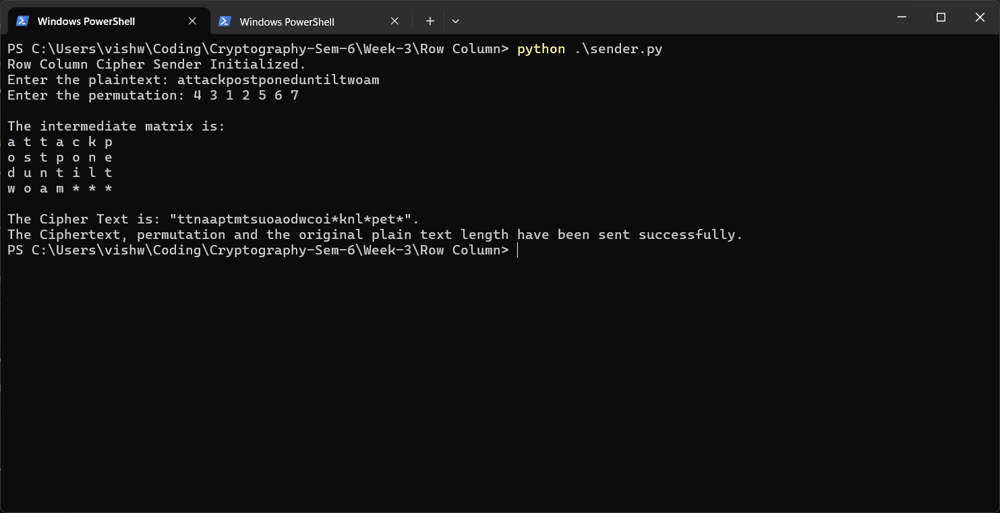 Windows PowerShell
Windows PowerShell
PS C:\Users\vishw\Coding\Cryptography-Sem-6\Week-3\Row Column> python .\sender.py
Row Column Cipher Sender Initialized.
Enter the plaintext: attackpostponeduntiltwoam
Enter the permutation: 4 3 1 2 5 6 7
The intermediate matrix is:
a t t a c k p
o s t p o n e
d u n t i l t
w o a m * * *
The Cipher Text is: "ttnaaptmtsuoaodwcoi*knl*pet*".
The Ciphertext, permutation and the original plain text length have been sent successfully.
PS C:\Users\vishw\Coding\Cryptography-Sem-6\Week-3\Row Column>